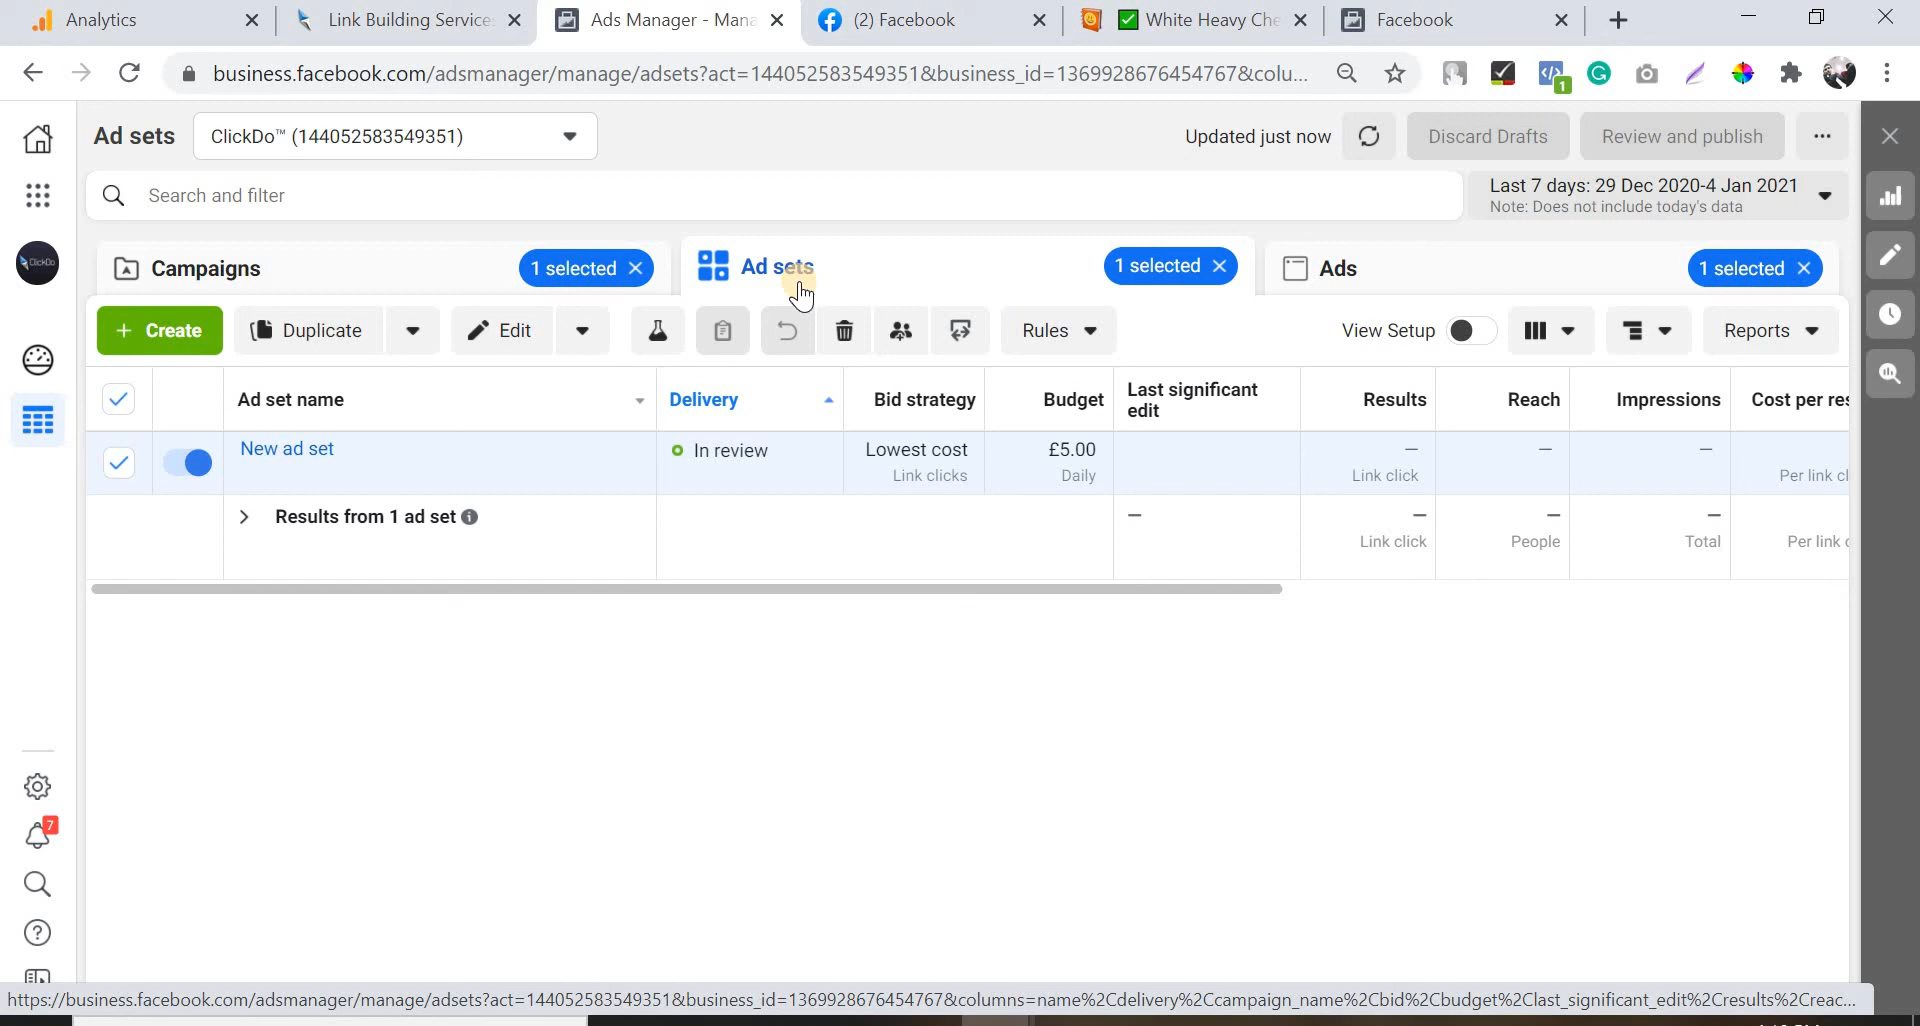 Analytics
Link Building Service
Ads Manager - Mana
(2) Facebook
White Heavy Che
Facebook
business.facebook.com/adsmanager/manage/adsets?act=144052583549351&business_id=1369928676454767&colu...
1
Ad sets
ClickDo™ (144052583549351)
Updated just now
Discard Drafts
Review and publish
Search and filter
Last 7 days: 29 Dec 2020-4 Jan 2021
Note: Does not include today's data
ClickDo
Campaigns
1 selected
Ad sets
1 selected
Ads
1 selected
+ Create
Duplicate
Edit
Rules
View Setup
Reports
Ad set name
Delivery
Bid strategy
Budget
Last significant
edit
Results
Reach
Impressions
Cost per res
New ad set
In review
Lowest cost
Link clicks
£5.00
Daily
—
Link click
—
—
Per link cl
Results from 1 ad set
—
—
Link click
—
People
—
Total
Per link c
7
https://business.facebook.com/adsmanager/manage/adsets?act=144052583549351&business_id=1369928676454767&columns=name%2Cdelivery%2Ccampaign_name%2Cbid%2Cbudget%2Clast_significant_edit%2Cresults%2Creac...